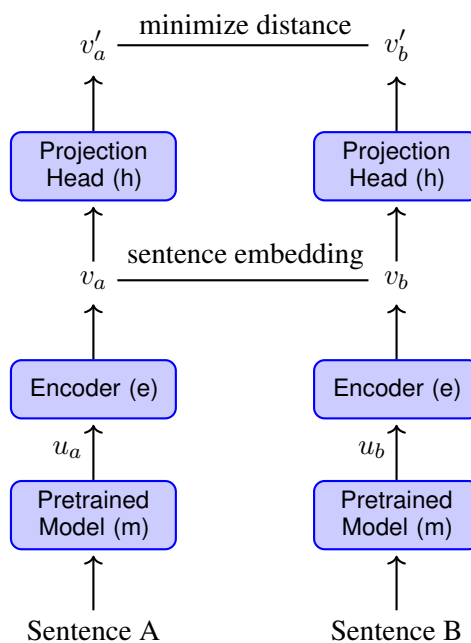 minimize distance
v′a v′b
Projection Head (h) Projection Head (h)
sentence embedding
va vb
Encoder (e) Encoder (e)
ua ub
Pretrained Model (m) Pretrained Model (m)
Sentence A Sentence B